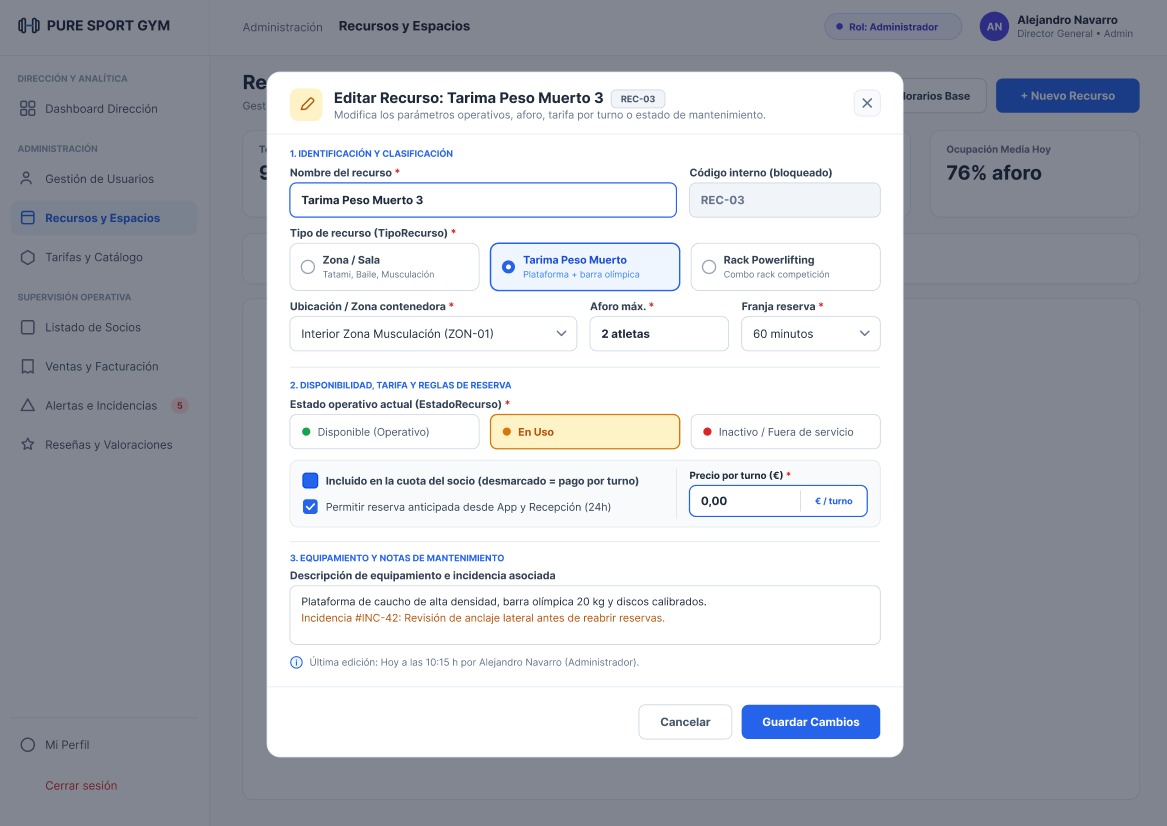 PURE SPORT GYM
Administración
Recursos y Espacios
Rol: Administrador
AN
Alejandro Navarro
Director General • Admin
DIRECCIÓN Y ANALÍTICA
Dashboard Dirección
ADMINISTRACIÓN
Gestión de Usuarios
Recursos y Espacios
Tarifas y Catálogo
SUPERVISIÓN OPERATIVA
Listado de Socios
Ventas y Facturación
Alertas e Incidencias
5
Reseñas y Valoraciones
Mi Perfil
Cerrar sesión
Horarios Base
+ Nuevo Recurso
Ocupación Media Hoy
76% aforo
Editar Recurso: Tarima Peso Muerto 3
REC-03
Modifica los parámetros operativos, aforo, tarifa por turno o estado de mantenimiento.
1. IDENTIFICACIÓN Y CLASIFICACIÓN
Nombre del recurso *
Código interno (bloqueado)
Tarima Peso Muerto 3
REC-03
Tipo de recurso (TipoRecurso) *
Zona / Sala
Tatami, Baile, Musculación
Tarima Peso Muerto
Plataforma + barra olímpica
Rack Powerlifting
Combo rack competición
Ubicación / Zona contenedora *
Aforo máx. *
Franja reserva *
Interior Zona Musculación (ZON-01)
2 atletas
60 minutos
2. DISPONIBILIDAD, TARIFA Y REGLAS DE RESERVA
Estado operativo actual (EstadoRecurso) *
Disponible (Operativo)
En Uso
Inactivo / Fuera de servicio
Incluido en la cuota del socio (desmarcado = pago por turno)
Permitir reserva anticipada desde App y Recepción (24h)
Precio por turno (€) *
0,00
€ / turno
3. EQUIPAMIENTO Y NOTAS DE MANTENIMIENTO
Descripción de equipamiento e incidencia asociada
Plataforma de caucho de alta densidad, barra olímpica 20 kg y discos calibrados.
Incidencia #INC-42: Revisión de anclaje lateral antes de reabrir reservas.
Última edición: Hoy a las 10:15 h por Alejandro Navarro (Administrador).
Cancelar
Guardar Cambios